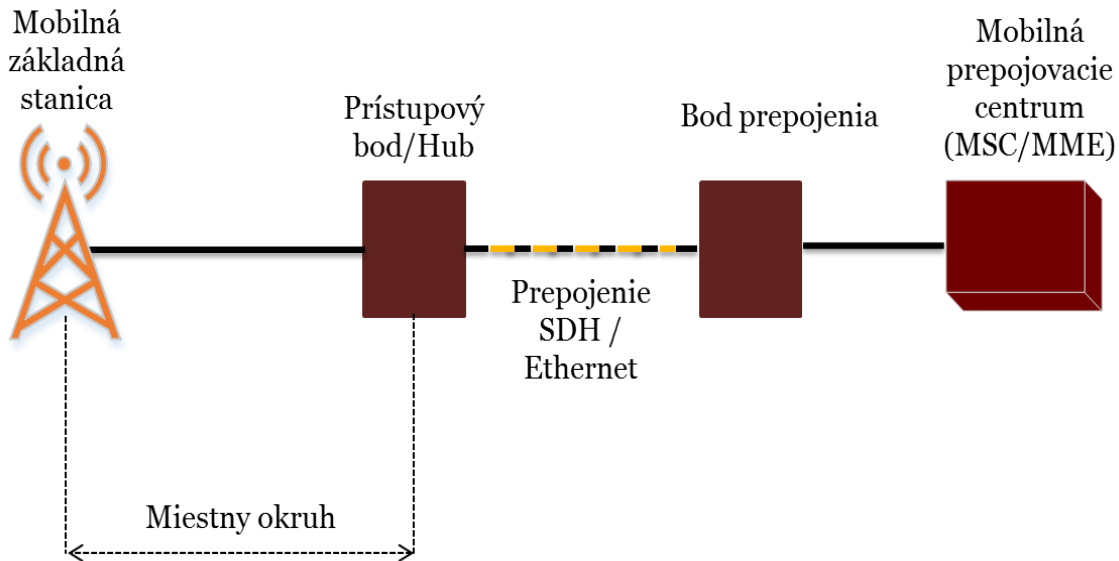 Mobilná
základná
stanica
Prístupový
bod/Hub
Bod prepojenia
Mobilná
prepojovacie
centrum
(MSC/MME)
Prepojenie
SDH /
Ethernet
Miestny okruh